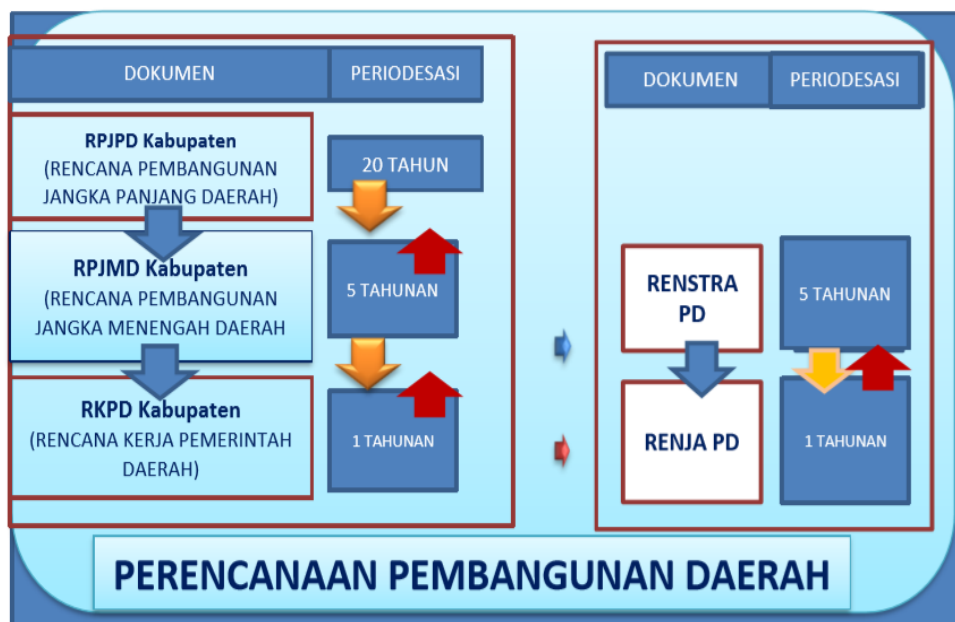 DOKUMEN
PERIODESASI
RPJPD Kabupaten
(RENCANA PEMBANGUNAN
JANGKA PANJANG DAERAH)
20 TAHUN
RPJMD Kabupaten
(RENCANA PEMBANGUNAN
JANGKA MENENGAH DAERAH
5 TAHUNAN
RKPD Kabupaten
(RENCANA KERJA PEMERINTAH
DAERAH)
1 TAHUNAN
DOKUMEN
PERIODESASI
RENSTRA
PD
5 TAHUNAN
RENJA PD
1 TAHUNAN
PERENCANAAN PEMBANGUNAN DAERAH